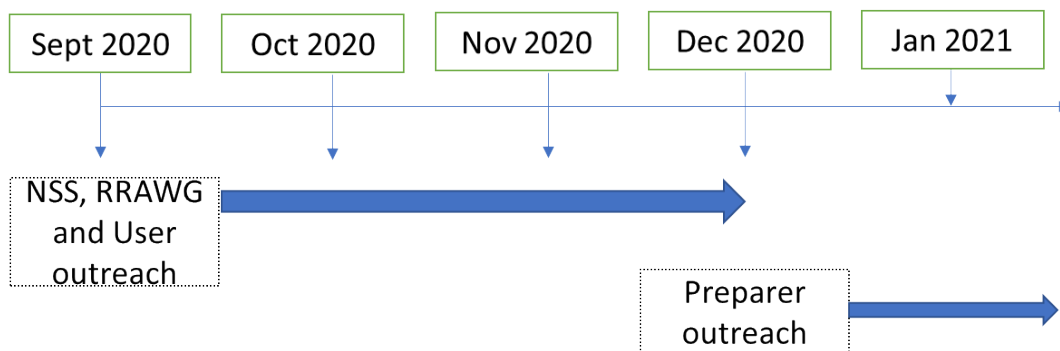 Sept 2020
Oct 2020
Nov 2020
Dec 2020
Jan 2021
NSS, RRAWG
and User
outreach
Preparer
outreach